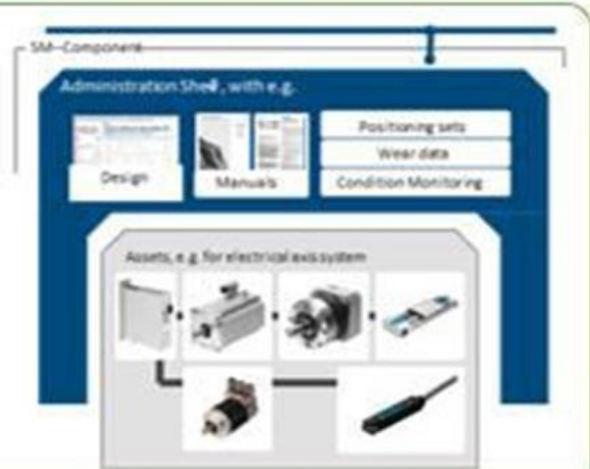 SM-Component
Administration Shell, with e.g.
Design
Manuals
Positioning sets
Wear data
Condition Monitoring
Assets, e.g. for electrical axis system